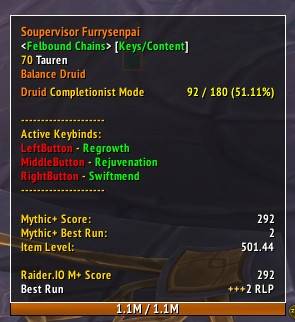 Soupervisor Furrysenpai
<Felbound Chains> [Keys/Content]
70 Tauren
Balance Druid
Druid Completionist Mode 92 / 180 (51.11%)
---------------------
Active Keybinds:
LeftButton - Regrowth
MiddleButton - Rejuvenation
RightButton - Swiftmend
---------------------
Mythic+ Score: 292
Mythic+ Best Run: 2
Item Level: 501.44
Raider.IO M+ Score 292
Best Run +++2 RLP
1.1M / 1.1M